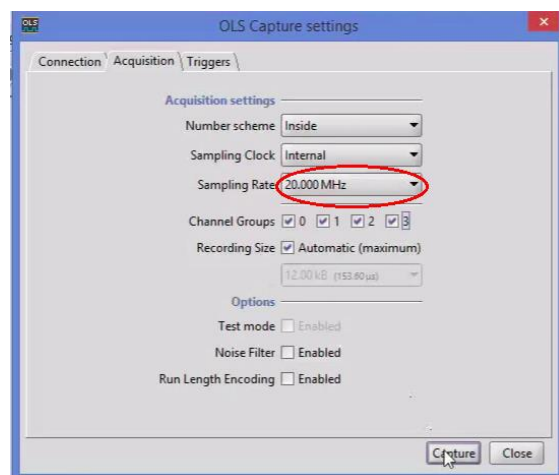 OLS
OLS Capture settings
Connection Acquisition Triggers
Acquisition settings
Number scheme Inside
Sampling Clock Internal
Sampling Rate 20.000 MHz
Channel Groups 0 1 2 3
Recording Size Automatic (maximum)
12.00 kB (153.60 µs)
Options
Test mode Enabled
Noise Filter Enabled
Run Length Encoding Enabled
Capture Close